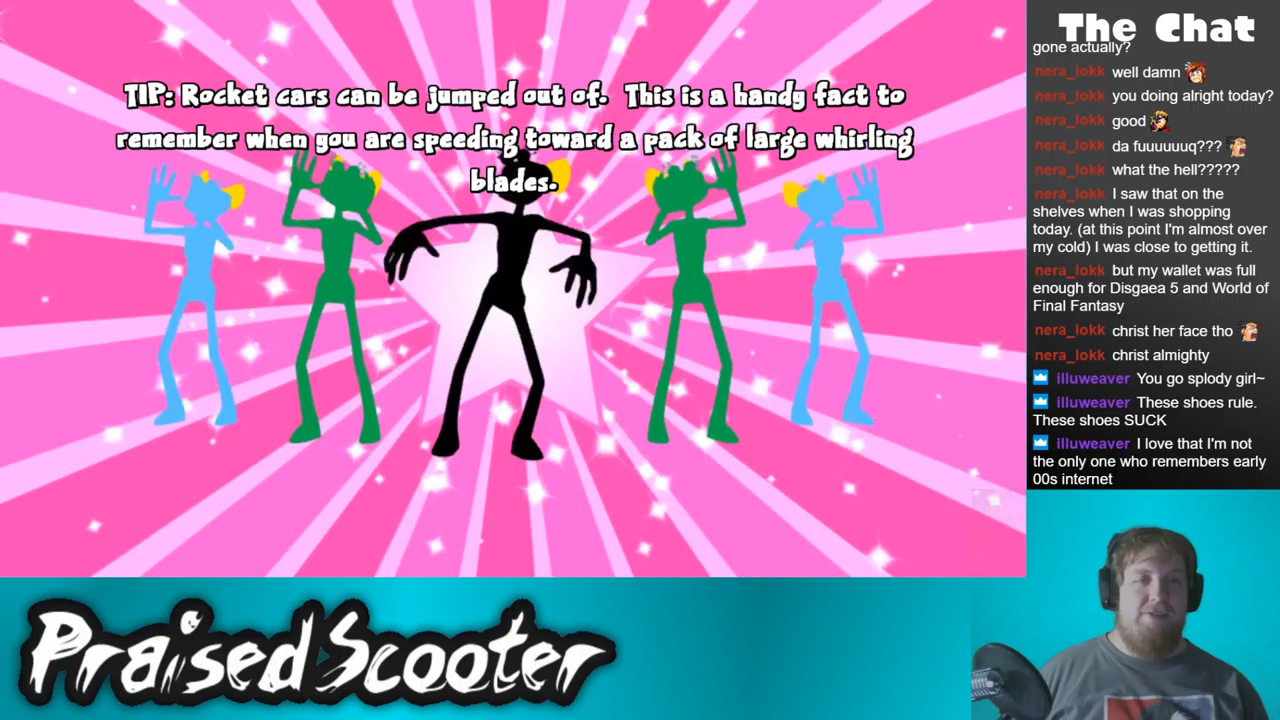 TIP: Rocket cars can be jumped out of. This is a handy fact to
remember when you are speeding toward a pack of large whirling
blades.
The Chat
gone actually?
nera_lokk well damn
nera_lokk you doing alright today?
nera_lokk good
nera_lokk da fuuuuuuq???
nera_lokk what the hell?????
nera_lokk I saw that on the
shelves when I was shopping
today. (at this point I'm almost over
my cold) I was close to getting it.
nera_lokk but my wallet was full
enough for Disgaea 5 and World of
Final Fantasy
nera_lokk christ her face tho
nera_lokk christ almighty
illuweaver You go splody girl~
illuweaver These shoes rule.
These shoes SUCK
illuweaver I love that I'm not
the only one who remembers early
00s internet
PraisedScooter